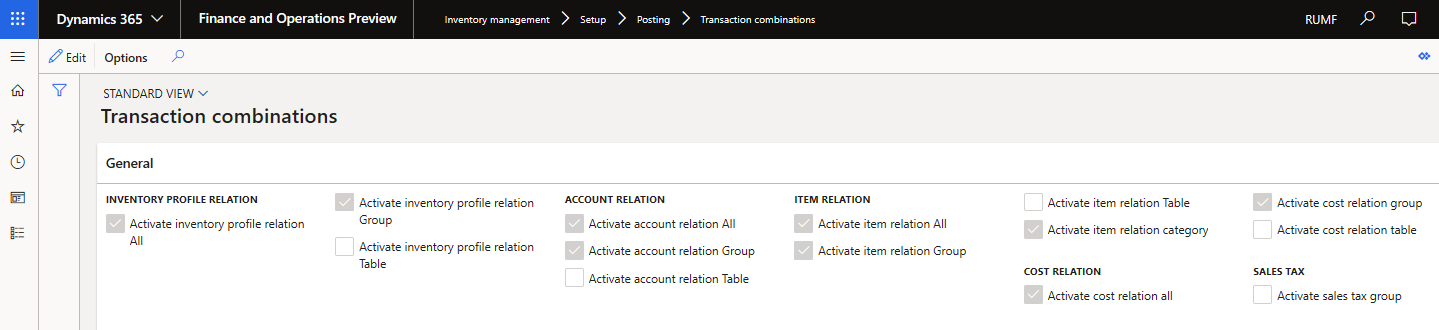 Dynamics 365
Finance and Operations Preview
Inventory management
Setup
Posting
Transaction combinations
RUMF
Edit
Options
STANDARD VIEW
Transaction combinations
General
INVENTORY PROFILE RELATION
Activate inventory profile relation
All
Activate inventory profile relation
Group
Activate inventory profile relation
Table
ACCOUNT RELATION
Activate account relation All
Activate account relation Group
Activate account relation Table
ITEM RELATION
Activate item relation All
Activate item relation Group
Activate item relation Table
Activate item relation category
COST RELATION
Activate cost relation all
Activate cost relation group
Activate cost relation table
SALES TAX
Activate sales tax group